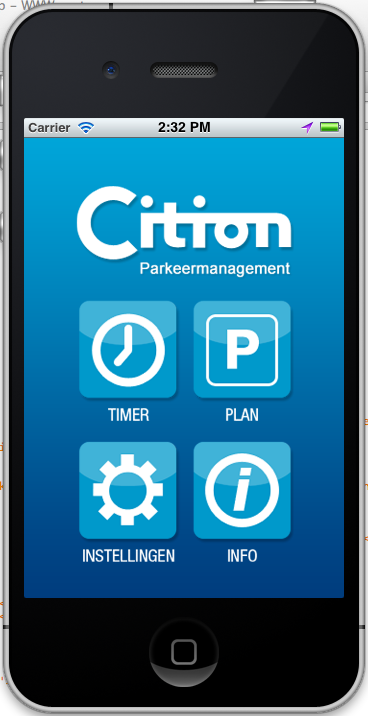 Carrier 2:32 PM
Cition
Parkeermanagement
P
TIMER PLAN
i
INSTELLINGEN INFO